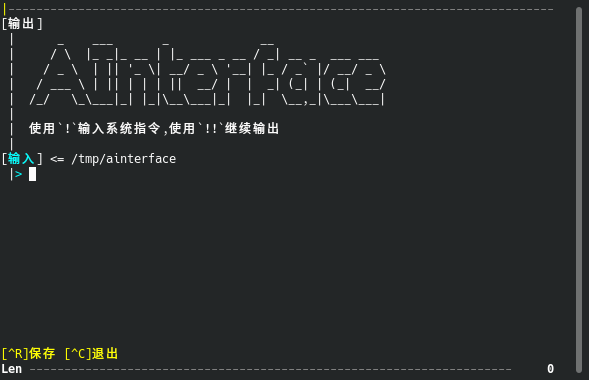 [输出]
AInterface
使用`!`输入系统指令,使用`!!`继续输出
[输入] <= /tmp/ainterface
|>
[^R]保存 [^C]退出
Len 0